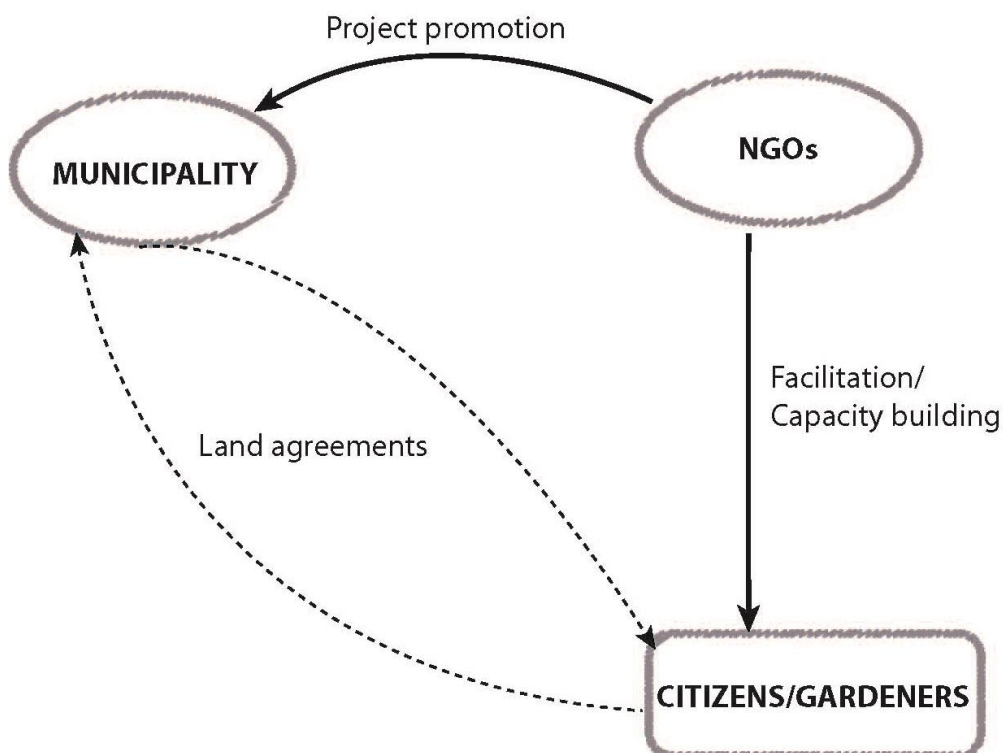 Project promotion
MUNICIPALITY
NGOs
Facilitation/
Capacity building
Land agreements
CITIZENS/GARDENERS